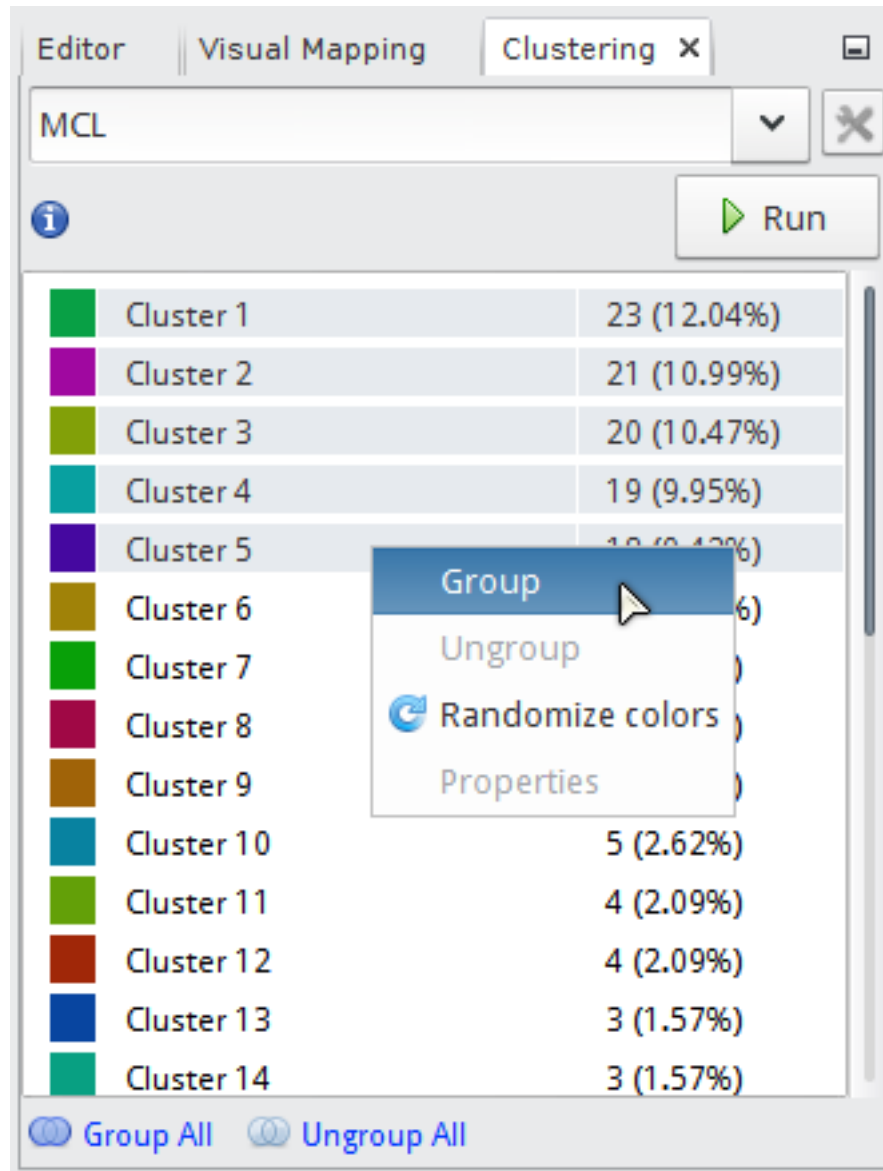 Editor Visual Mapping Clustering
MCL
Run
Cluster 1 23 (12.04%)
Cluster 2 21 (10.99%)
Cluster 3 20 (10.47%)
Cluster 4 19 (9.95%)
Cluster 5
Group
Cluster 6
Ungroup
Cluster 7
Randomize colors
Cluster 8
Properties
Cluster 9
Cluster 10 5 (2.62%)
Cluster 11 4 (2.09%)
Cluster 12 4 (2.09%)
Cluster 13 3 (1.57%)
Cluster 14 3 (1.57%)
Group All Ungroup All